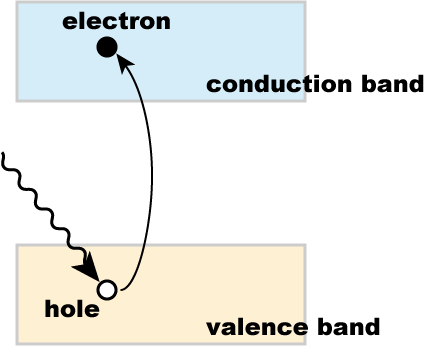 electron
conduction band
hole
valence band